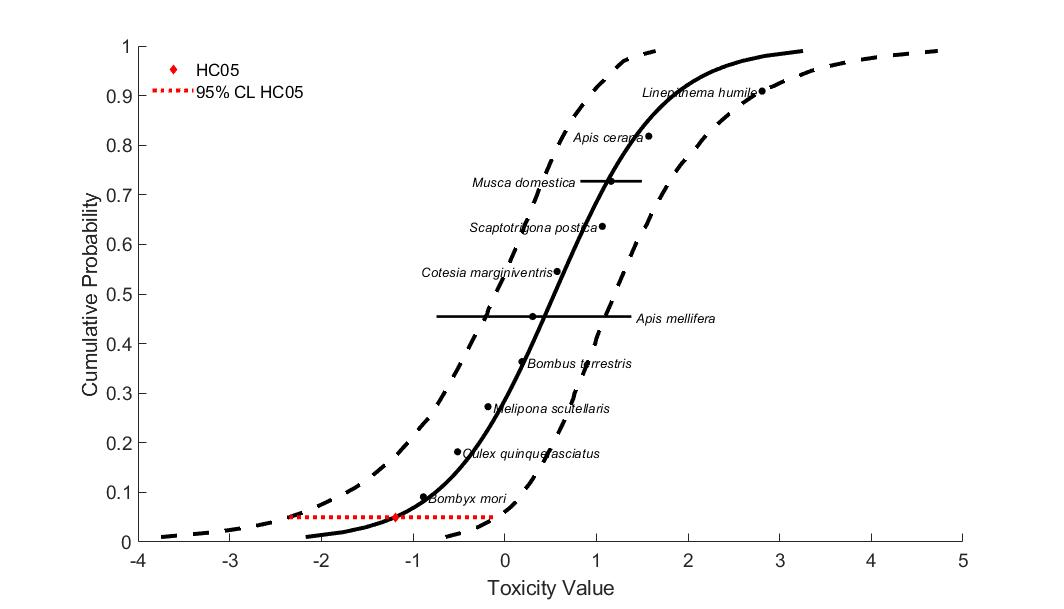 1
HC05
95% CL HC05
0.9
Linepithema humile
0.8
Apis cerana
0.7
Musca domestica
0.6
Scaptotrigona postica
Cotesia marginiventris
0.5
Apis mellifera
0.4
Bombus terrestris
0.3
Melipona scutellaris
0.2
Culex quinquefasciatus
0.1
Bombyx mori
0
Cumulative Probability
-4 -3 -2 -1 0 1 2 3 4 5
Toxicity Value